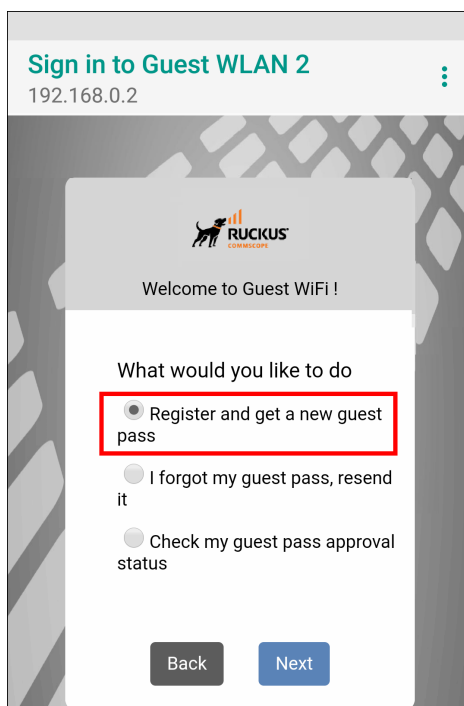 Sign in to Guest WLAN 2
192.168.0.2
RUCKUS
COMMSCOPE
Welcome to Guest WiFi !
What would you like to do
Register and get a new guest
pass
I forgot my guest pass, resend
it
Check my guest pass approval
status
Back
Next